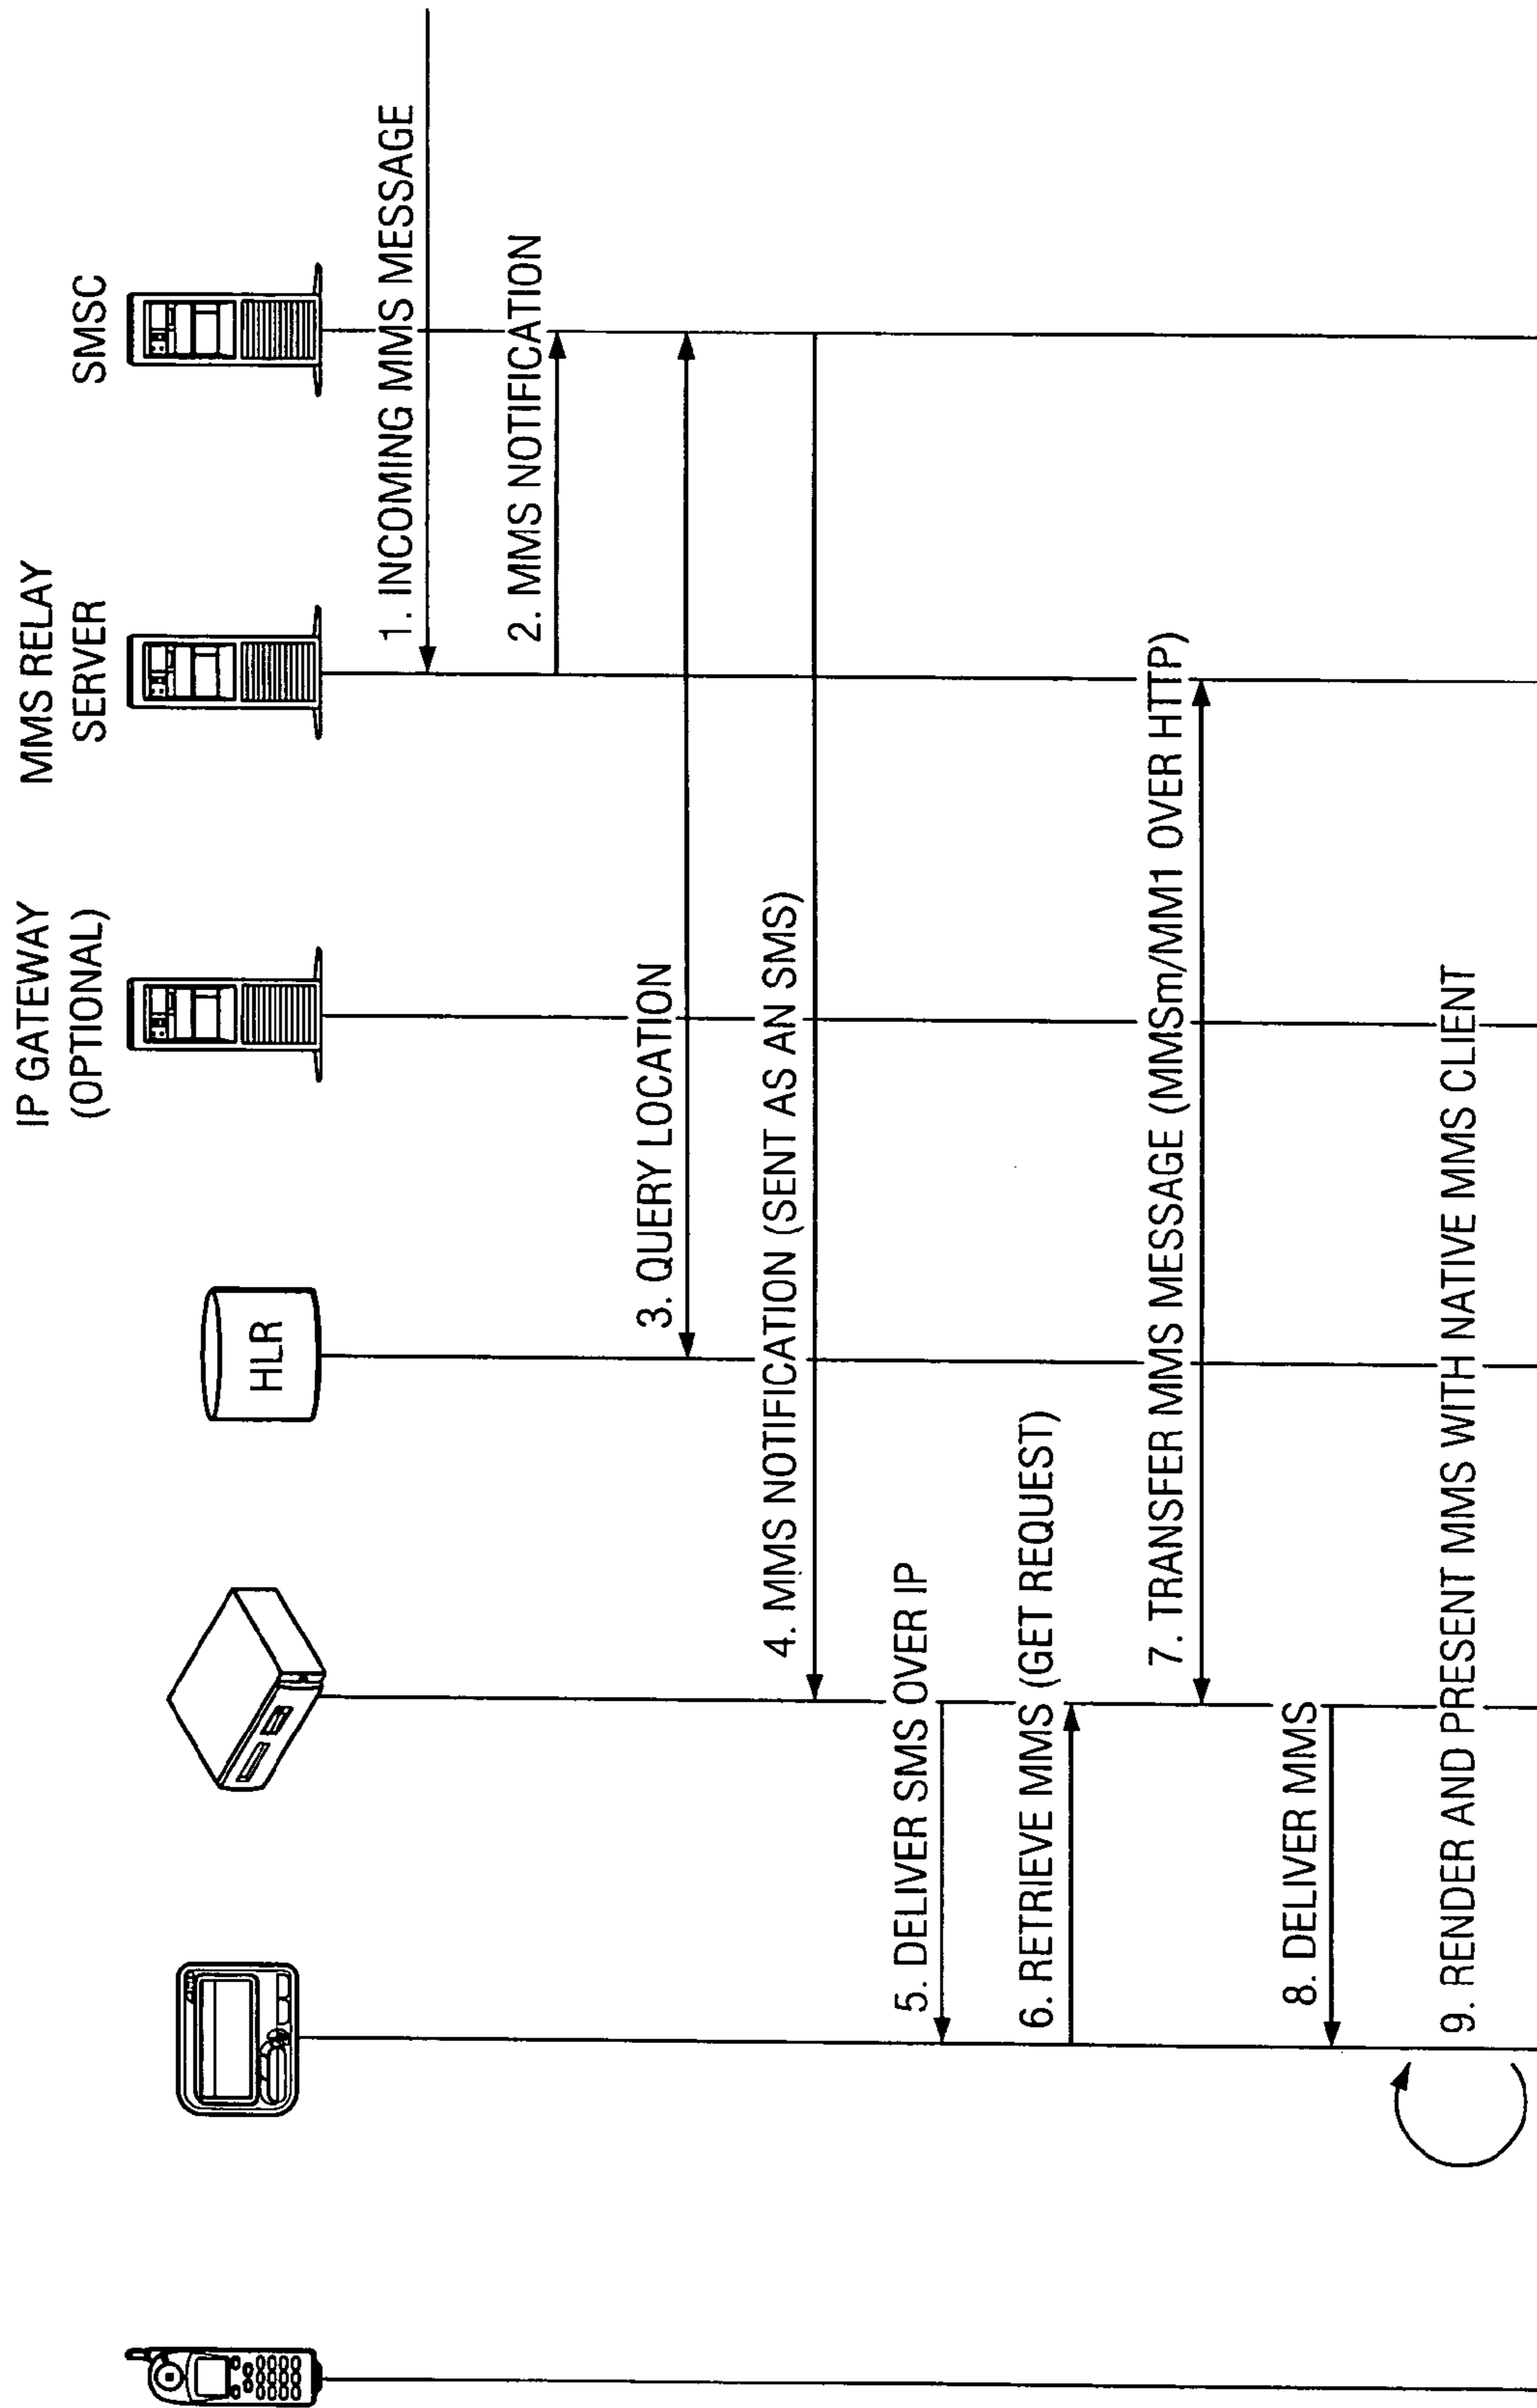 HLR
IP GATEWAY
(OPTIONAL)
MMS RELAY
SERVER
SMSC
1. INCOMING MMS MESSAGE
2. MMS NOTIFICATION
3. QUERY LOCATION
4. MMS NOTIFICATION (SENT AS AN SMS)
5. DELIVER SMS OVER IP
6. RETRIEVE MMS (GET REQUEST)
7. TRANSFER MMS MESSAGE (MMSm/MM1 OVER HTTP)
8. DELIVER MMS
9. RENDER AND PRESENT MMS WITH NATIVE MMS CLIENT